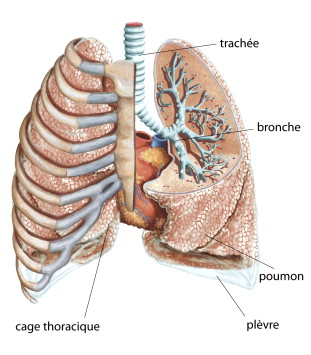 trachée
bronche
poumon
plèvre
cage thoracique